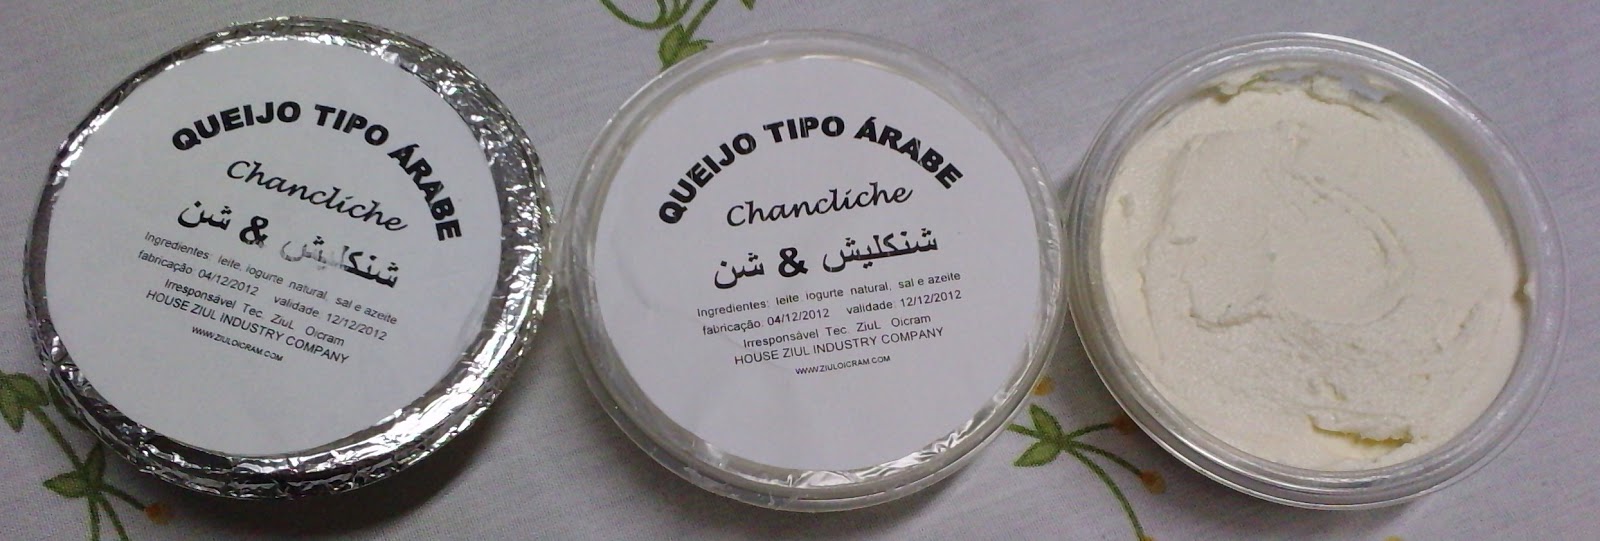 QUEIJO TIPO ÁRABE
Chanclíche
شنكليش & شن
Ingredientes: leite, iogurte natural, sal e azeite
fabricação 04/12/2012 validade: 12/12/2012
Irresponsável Tec. ZiuL Oicram
HOUSE ZIUL INDUSTRY COMPANY
WWW.ZIULOICRAM.COM
QUEIJO TIPO ÁRABE
Chanclíche
شنكليش & شن
Ingredientes: leite iogurte natural, sal e azeite
fabricação. 04/12/2012 validade: 12/12/2012
Irresponsável Tec. ZiuL Oicram
HOUSE ZIUL INDUSTRY COMPANY
WWW.ZIULOICRAM.COM